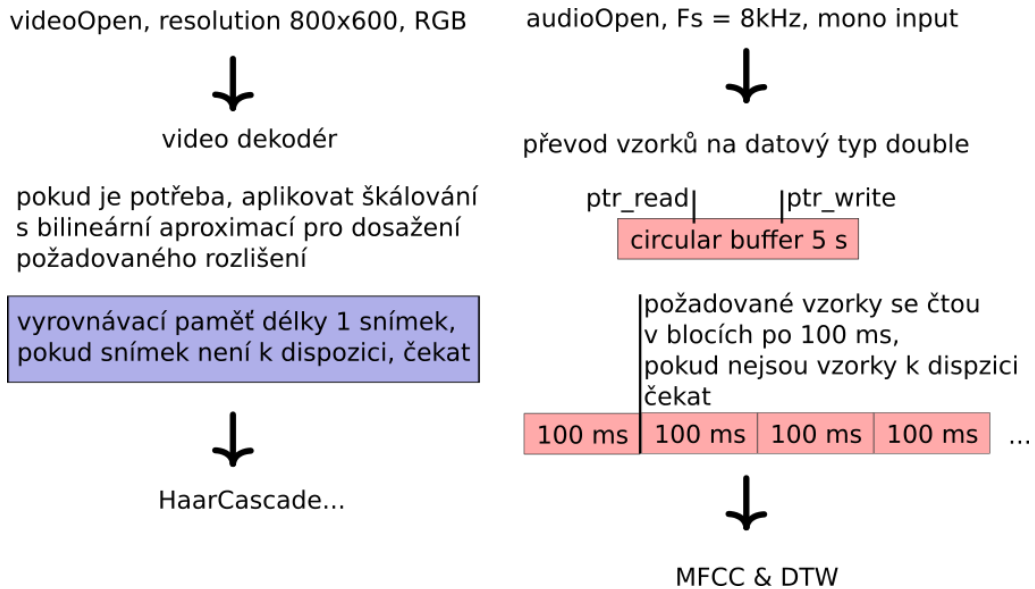 videoOpen, resolution 800x600, RGB
video dekodér
pokud je potřeba, aplikovat škálování
s bilineární aproximací pro dosažení
požadovaného rozlišení
vyrovnávací paměť délky 1 snímek,
pokud snímek není k dispozici, čekat
HaarCascade...
audioOpen, Fs = 8kHz, mono input
převod vzorků na datový typ double
ptr_read
ptr_write
circular buffer 5 s
požadované vzorky se čtou
v blocích po 100 ms,
pokud nejsou vzorky k dispzici
čekat
100 ms 100 ms 100 ms 100 ms ...
MFCC & DTW